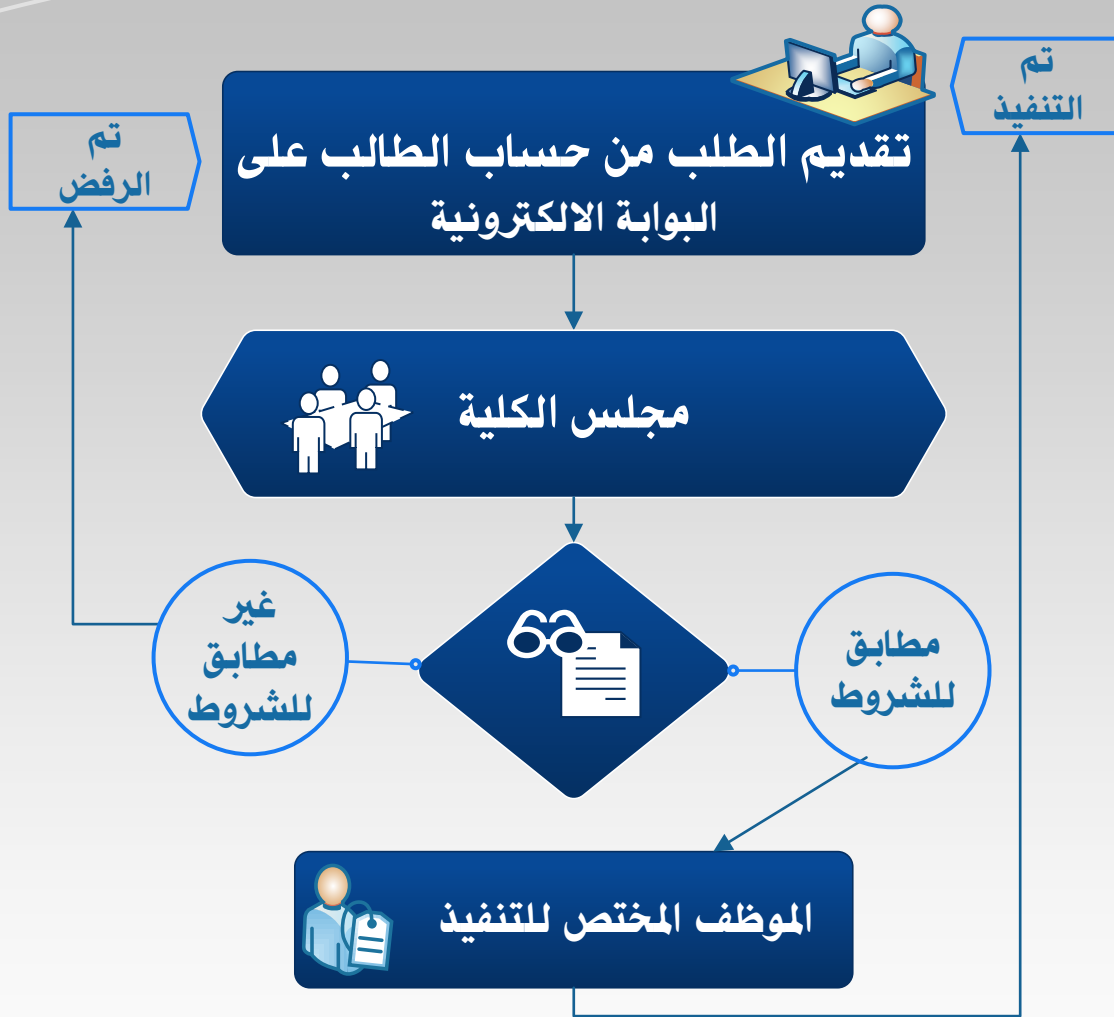 تم
التنفيذ
تقديم الطلب من حساب الطالب على
البوابة الالكترونية
تم
الرفض
مجلس الكلية
مطابق
للشروط
غير
مطابق
للشروط
الموظف المختص للتنفيذ